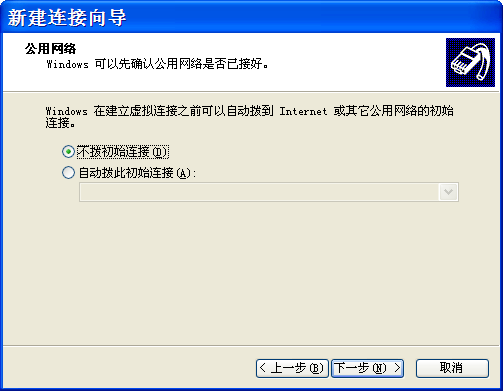 新建连接向导
公用网络
Windows 可以先确认公用网络是否已接好。
Windows 在建立虚拟连接之前可以自动拨到 Internet 或其它公用网络的初始
连接。
不拨初始连接(D)
自动拨此初始连接(A):
< 上一步(B) 下一步(N) > 取消